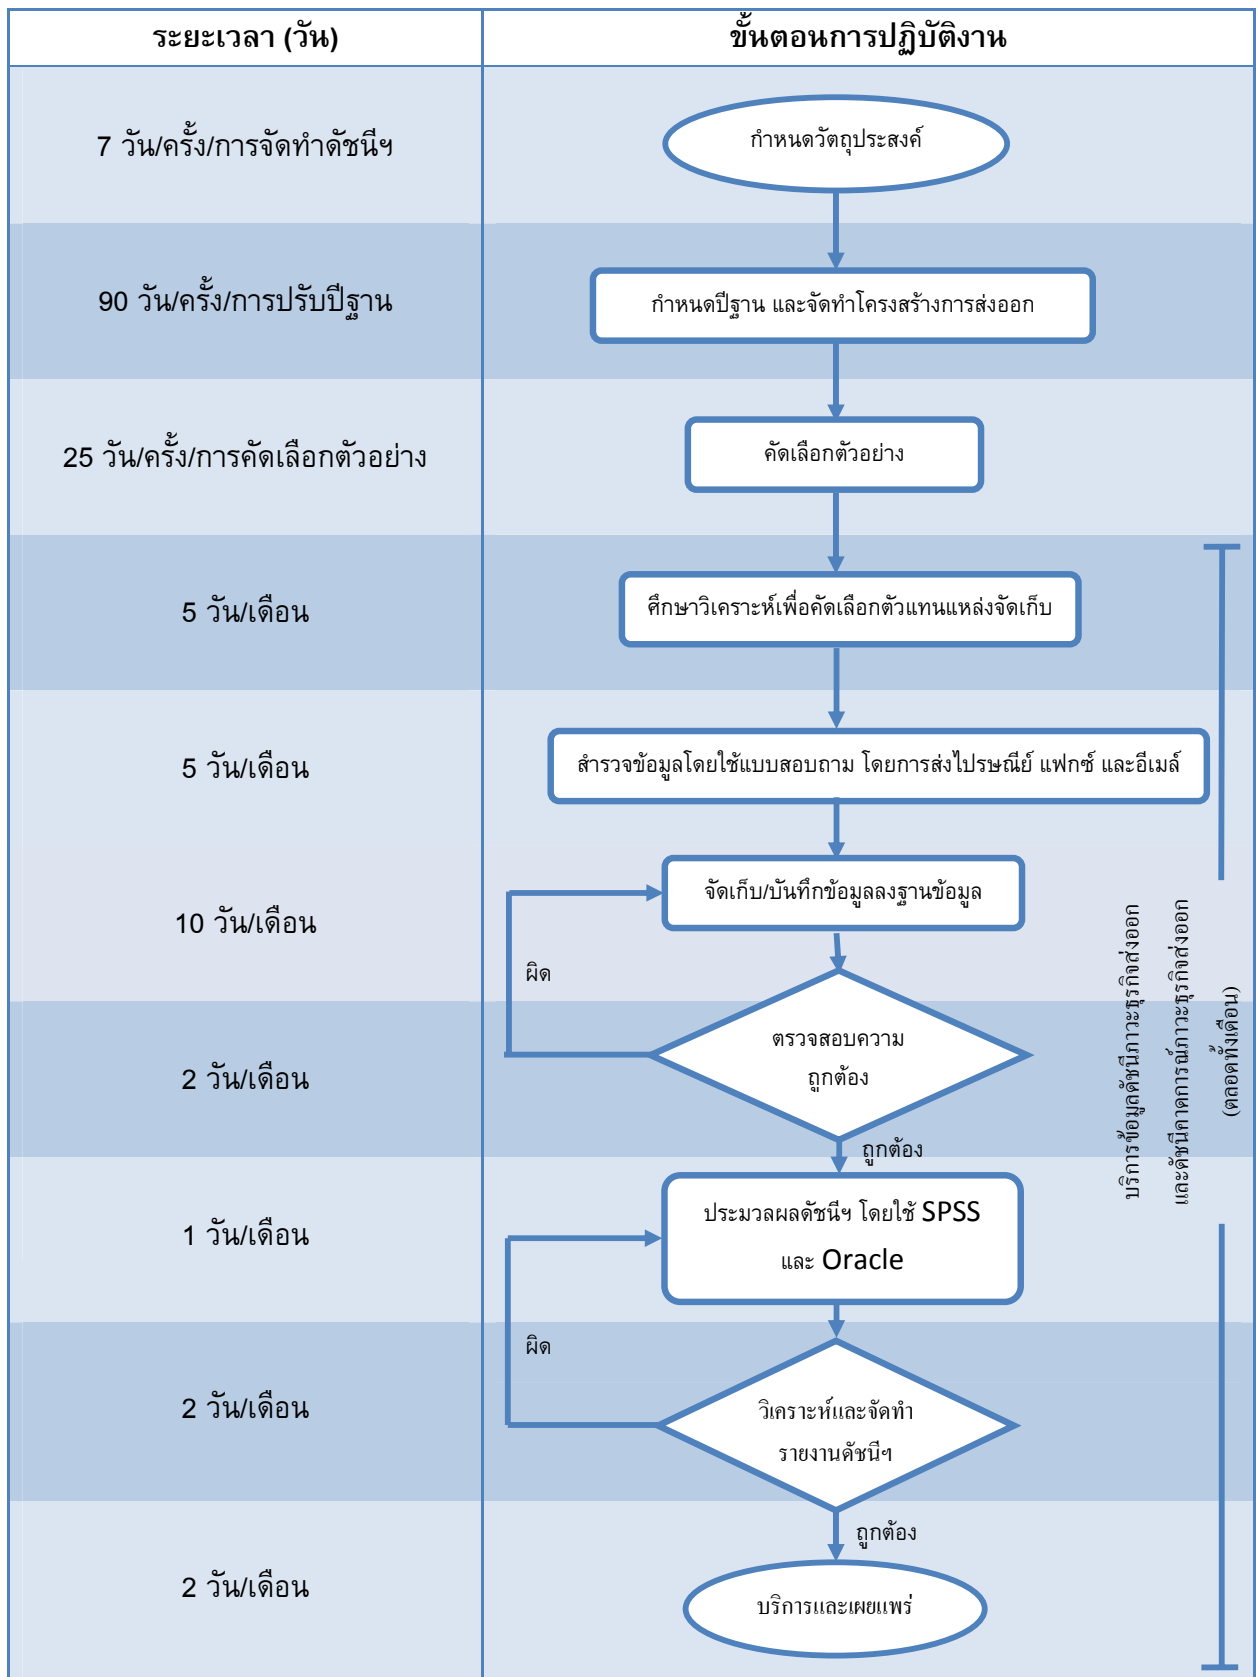 ระยะเวลา (วัน)
ขั้นตอนการปฏิบัติงาน
7 วัน/ครั้ง/การจัดทำดัชนีฯ
กำหนดวัตถุประสงค์
90 วัน/ครั้ง/การปรับปีฐาน
กำหนดปีฐาน และจัดทำโครงสร้างการส่งออก
25 วัน/ครั้ง/การคัดเลือกตัวอย่าง
คัดเลือกตัวอย่าง
5 วัน/เดือน
ศึกษาวิเคราะห์เพื่อคัดเลือกตัวแทนแหล่งจัดเก็บ
5 วัน/เดือน
สำรวจข้อมูลโดยใช้แบบสอบถาม โดยการส่งไปรษณีย์ แฟกซ์ และอีเมล์
10 วัน/เดือน
จัดเก็บ/บันทึกข้อมูลลงฐานข้อมูล
ผิด
2 วัน/เดือน
ตรวจสอบความ
ถูกต้อง
ถูกต้อง
1 วัน/เดือน
ประมวลผลดัชนีฯ โดยใช้ SPSS
และ Oracle
ผิด
2 วัน/เดือน
วิเคราะห์และจัดทำ
รายงานดัชนีฯ
ถูกต้อง
2 วัน/เดือน
บริการและเผยแพร่
บริการข้อมูลดัชนีภาวะธุรกิจส่งออก
และดัชนีคาดการณ์ภาวะธุรกิจส่งออก
(ตลอดทั้งเดือน)